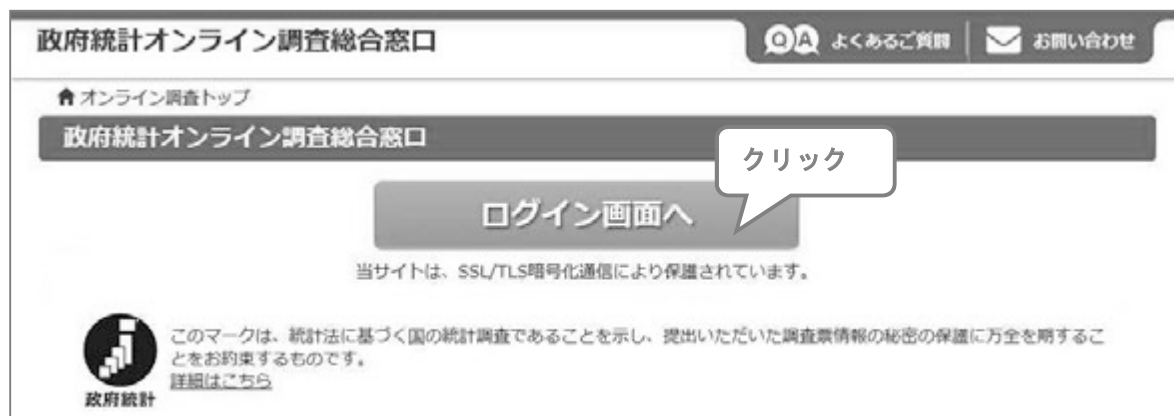 政府統計オンライン調査総合窓口
QA よくあるご質問
お問い合わせ
オンライン調査トップ
政府統計オンライン調査総合窓口
クリック
ログイン画面へ
当サイトは、SSL/TLS暗号化通信により保護されています。
このマークは、統計法に基づく国の統計調査であることを示し、提出いただいた調査票情報の秘密の保護に万全を期するこ
とをお約束するものです。
詳細はこちら
政府統計